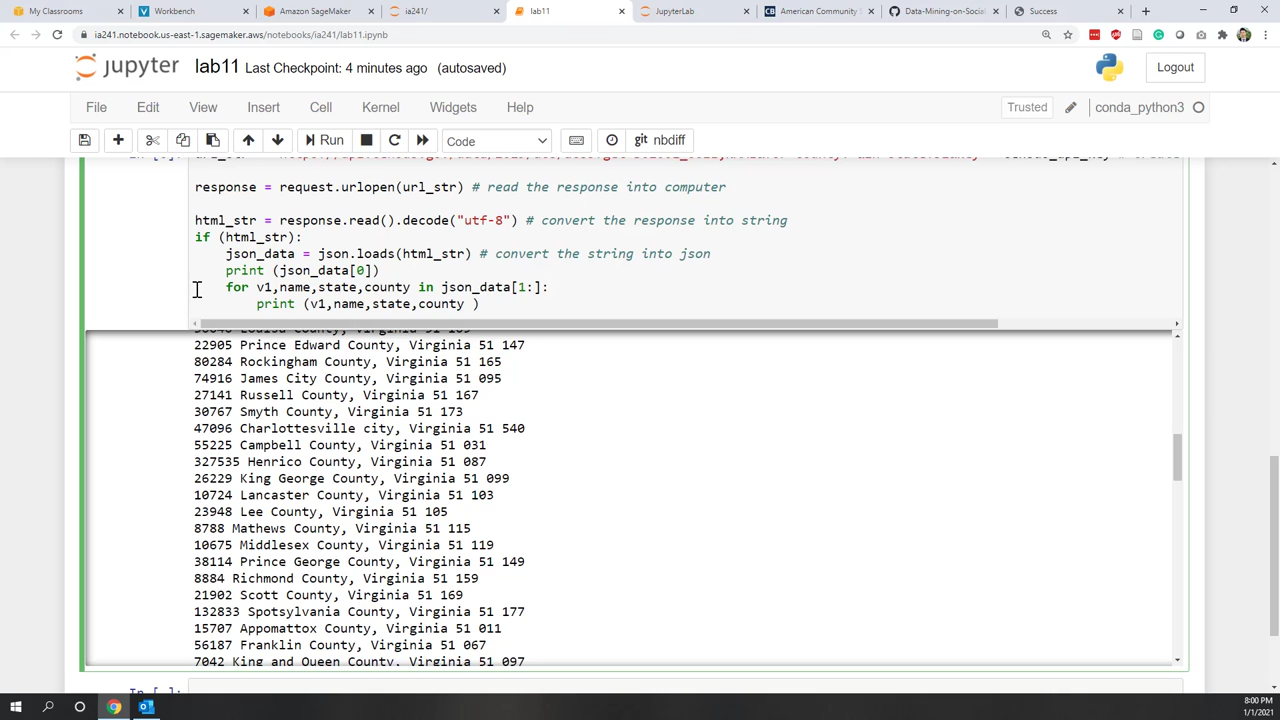 My Classrooms
Workbench
Amazon SageMaker
ia241/
lab11
JupyterLab
American Community
Data-Mining-on-Social
Success
ia241.notebook.us-east-1.sagemaker.aws/notebooks/ia241/lab11.ipynb
jupyter lab11 Last Checkpoint: 4 minutes ago (autosaved)
Logout
File Edit View Insert Cell Kernel Widgets Help
Trusted
conda_python3
Run
Code
nbdiff
git
response = request.urlopen(url_str) # read the response into computer
html_str = response.read().decode("utf-8") # convert the response into string
if (html_str):
json_data = json.loads(html_str) # convert the string into json
print (json_data[0])
for v1,name,state,county in json_data[1:]:
print (v1,name,state,county )
22905 Prince Edward County, Virginia 51 147
80284 Rockingham County, Virginia 51 165
74916 James City County, Virginia 51 095
27141 Russell County, Virginia 51 167
30767 Smyth County, Virginia 51 173
47096 Charlottesville city, Virginia 51 540
55225 Campbell County, Virginia 51 031
327535 Henrico County, Virginia 51 087
26229 King George County, Virginia 51 099
10724 Lancaster County, Virginia 51 103
23948 Lee County, Virginia 51 105
8788 Mathews County, Virginia 51 115
10675 Middlesex County, Virginia 51 119
38114 Prince George County, Virginia 51 149
8884 Richmond County, Virginia 51 159
21902 Scott County, Virginia 51 169
132833 Spotsylvania County, Virginia 51 177
15707 Appomattox County, Virginia 51 011
56187 Franklin County, Virginia 51 067
7042 King and Queen County, Virginia 51 097
In [ ]:
8:00 PM
1/1/2021